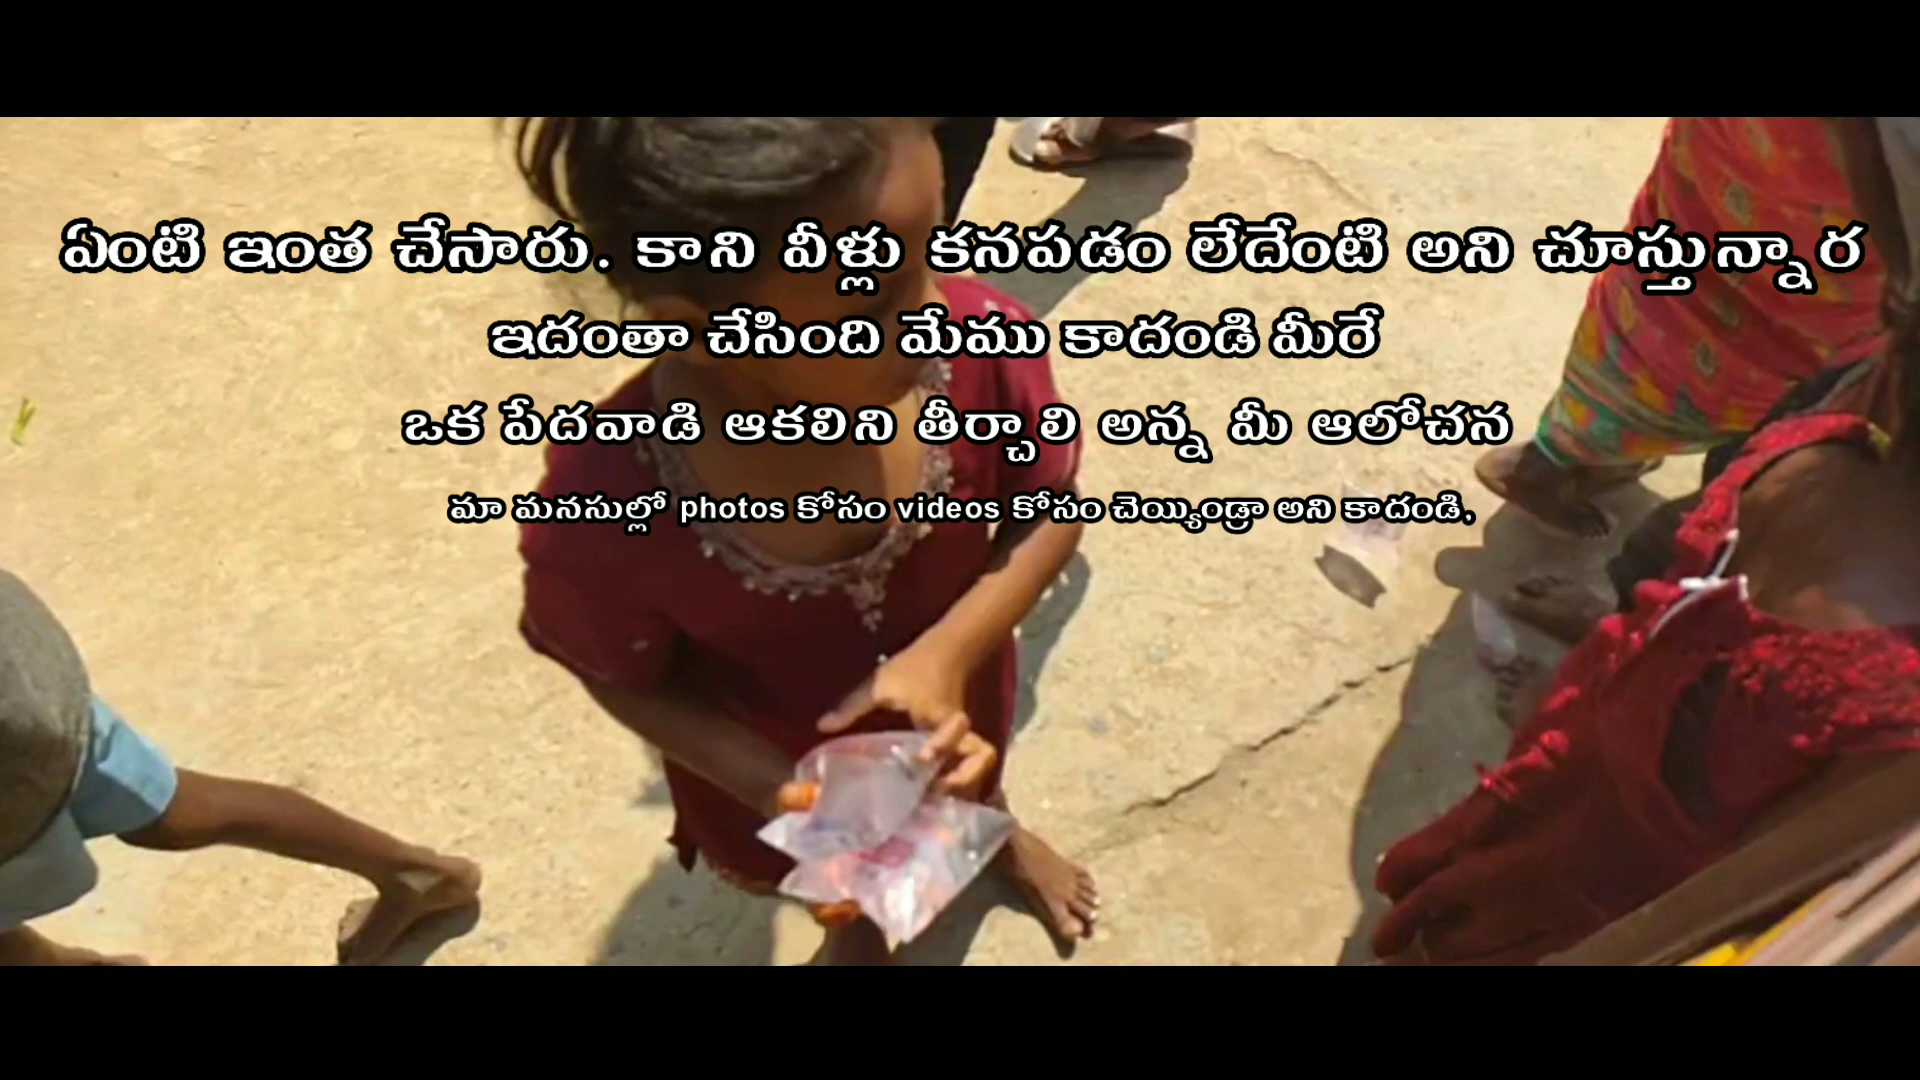 ఏంటి ఇంత చేసారు. కాని వీళ్లు కనపడం లేదేంటి అని చూస్తున్నార
ఇదంతా చేసింది మేము కాదండి మీరే
ఒక పేదవాడి ఆకలిని తీర్చాలి అన్న మీ ఆలోచన
మా మనసుల్లో photos కోసం videos కోసం చెయ్యిండ్రా అని కాదండి,